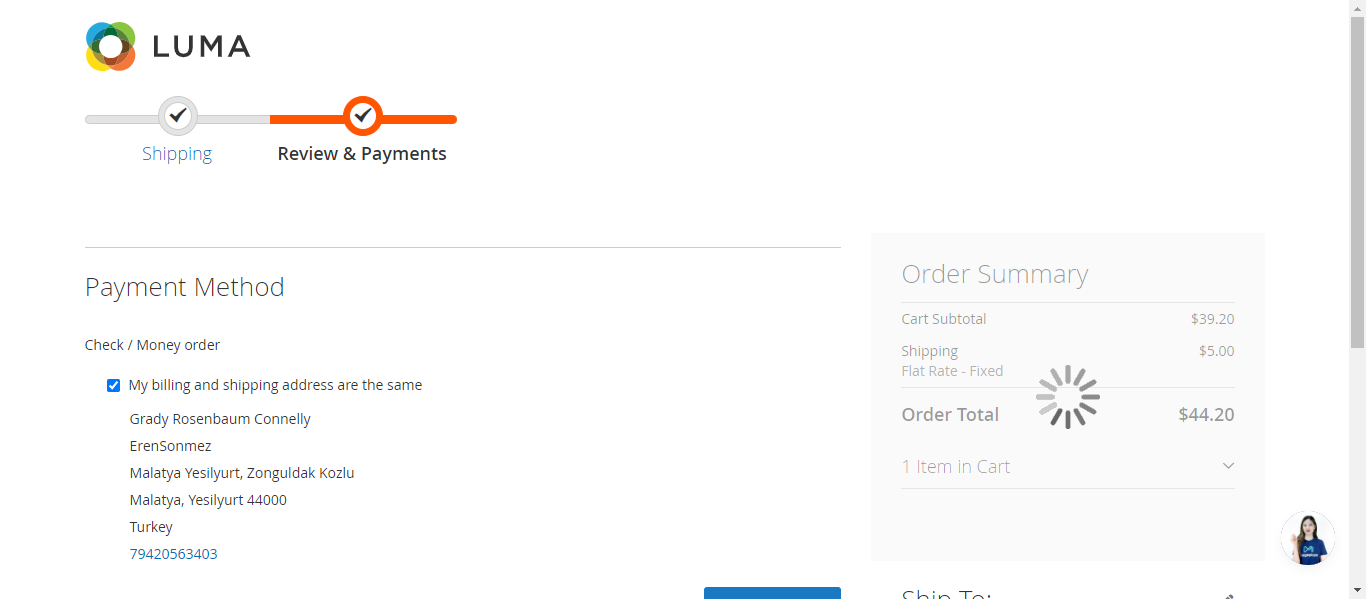 LUMA
Shipping
Review & Payments
Payment Method
Check / Money order
My billing and shipping address are the same
Grady Rosenbaum Connelly
ErenSonmez
Malatya Yesilyurt, Zonguldak Kozlu
Malatya, Yesilyurt 44000
Turkey
79420563403
Order Summary
Cart Subtotal $39.20
Shipping $5.00
Flat Rate - Fixed
Order Total $44.20
1 Item in Cart
Ship To: